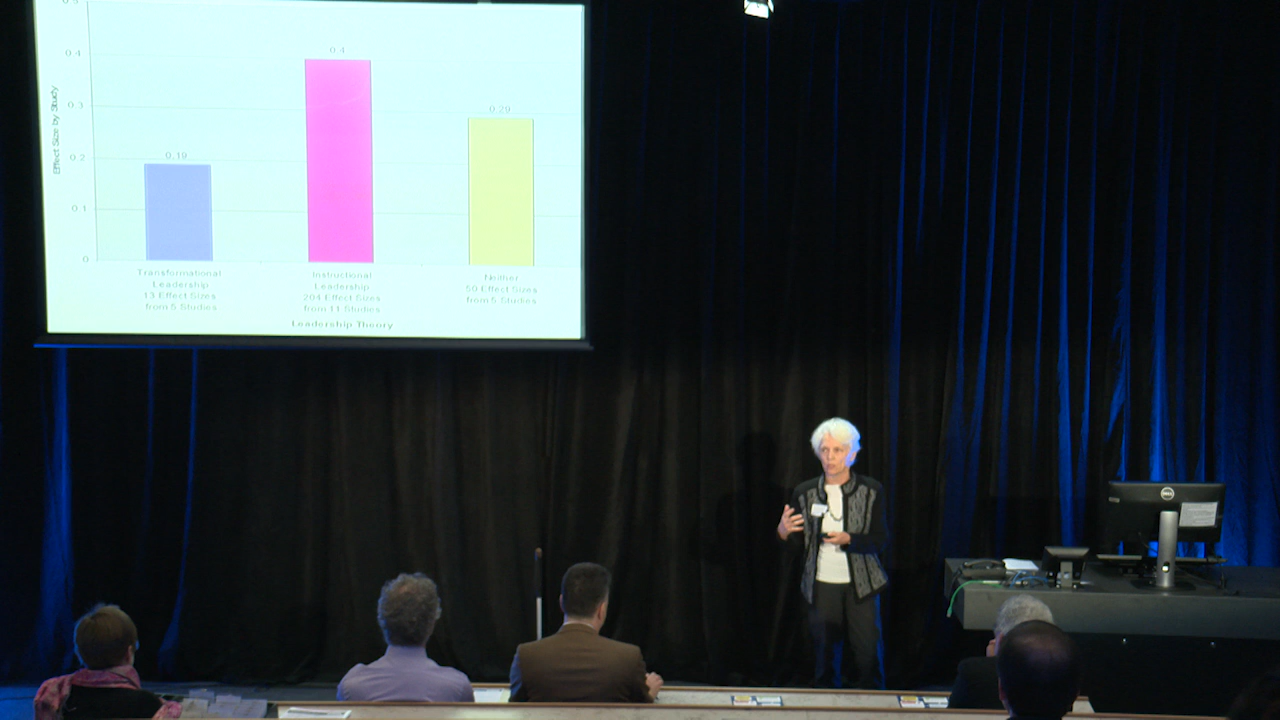 0.5
0.4
0.3
0.2
0.1
0
Effect Size by Study
0.19
0.4
0.29
Transformational
Leadership
13 Effect Sizes
from 5 Studies
Instructional
Leadership
204 Effect Sizes
from 11 Studies
Neither
50 Effect Sizes
from 5 Studies
Leadership Theory
DELL